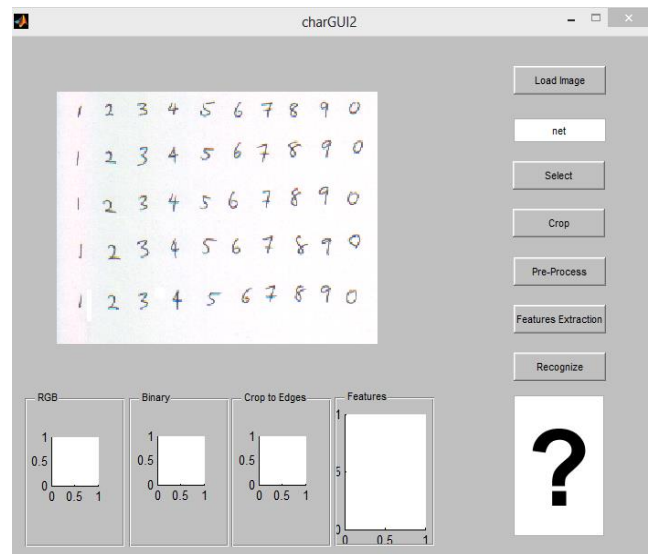 charGUI2
1 2 3 4 5 6 7 8 9 0
1 2 3 4 5 6 7 8 9 0
1 2 3 4 5 6 7 8 9 0
1 2 3 4 5 6 7 8 9 0
1 2 3 4 5 6 7 8 9 0
Load Image
net
Select
Crop
Pre-Process
Features Extraction
Recognize
?
RGB
1
0.5
0
0 0.5 1
Binary
1
0.5
0
0 0.5 1
Crop to Edges
1
0.5
0
0 0.5 1
Features
1
5
0
0 0.5 1